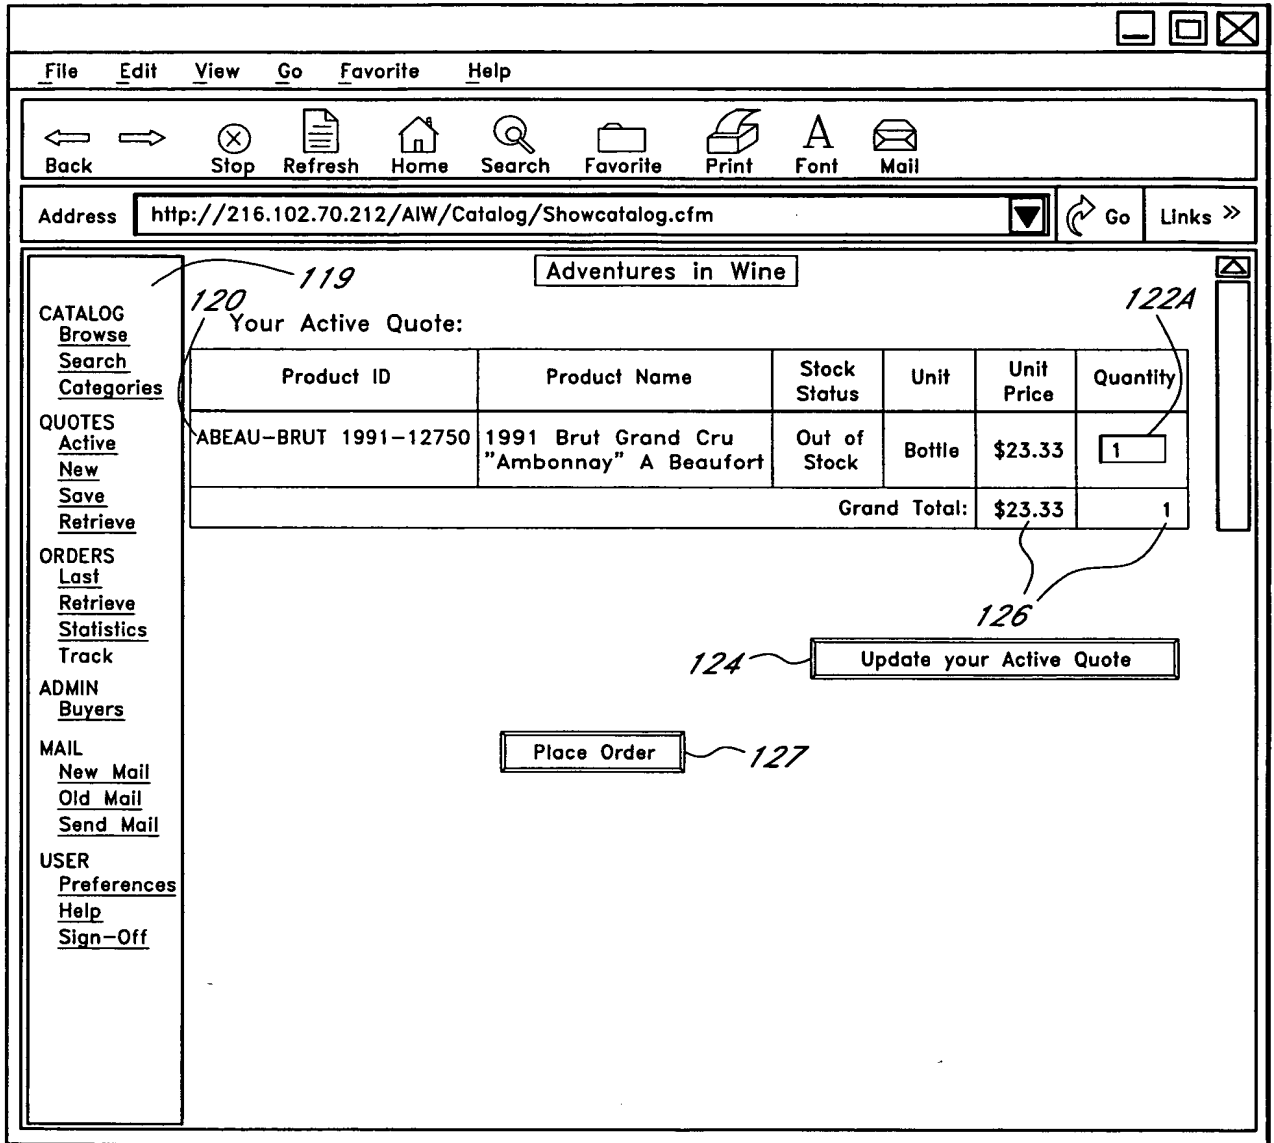 File Edit View Go Favorite Help
Back Stop Refresh Home Search Favorite Print A Font Mail
Address http://216.102.70.212/AIW/Catalog/Showcatalog.cfm Go Links »
119
Adventures in Wine
120
122A
CATALOG
Browse
Search
Categories
QUOTES
Active
New
Save
Retrieve
ORDERS
Last
Retrieve
Statistics
Track
ADMIN
Buyers
MAIL
New Mail
Old Mail
Send Mail
USER
Preferences
Help
Sign-Off
Your Active Quote:
Product ID Product Name Stock Status Unit Unit Price Quantity
ABEAU-BRUT 1991-12750 1991 Brut Grand Cru "Ambonnay" A Beaufort Out of Stock Bottle $23.33 1
Grand Total: $23.33 1
126
124 Update your Active Quote
Place Order 127